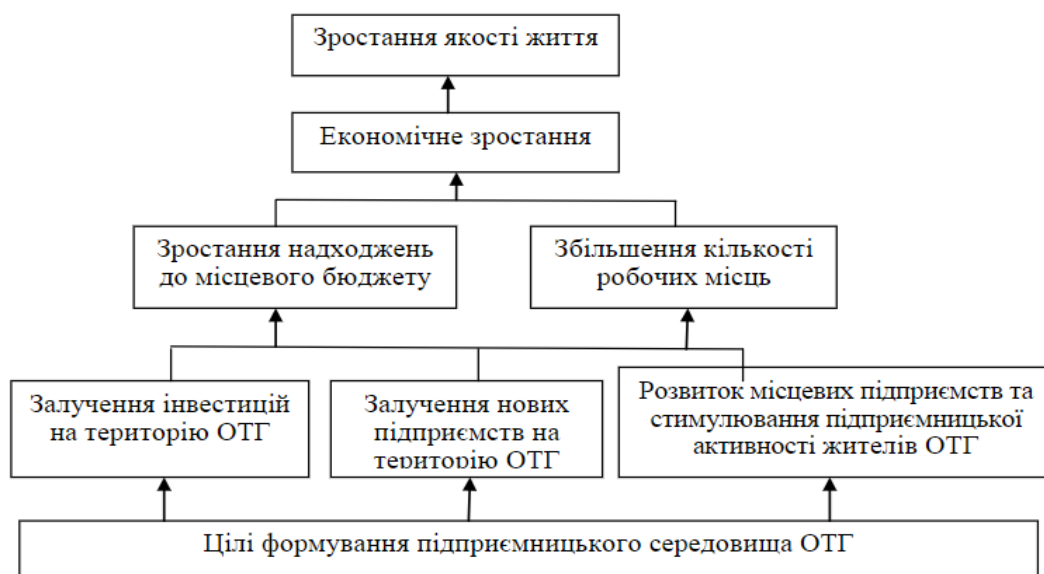 Зростання якості життя
Економічне зростання
Зростання надходжень
до місцевого бюджету
Збільшення кількості
робочих місць
Залучення інвестицій
на територію ОТГ
Залучення нових
підприємств на
територію ОТГ
Розвиток місцевих підприємств та
стимулювання підприємницької
активності жителів ОТГ
Цілі формування підприємницького середовища ОТГ